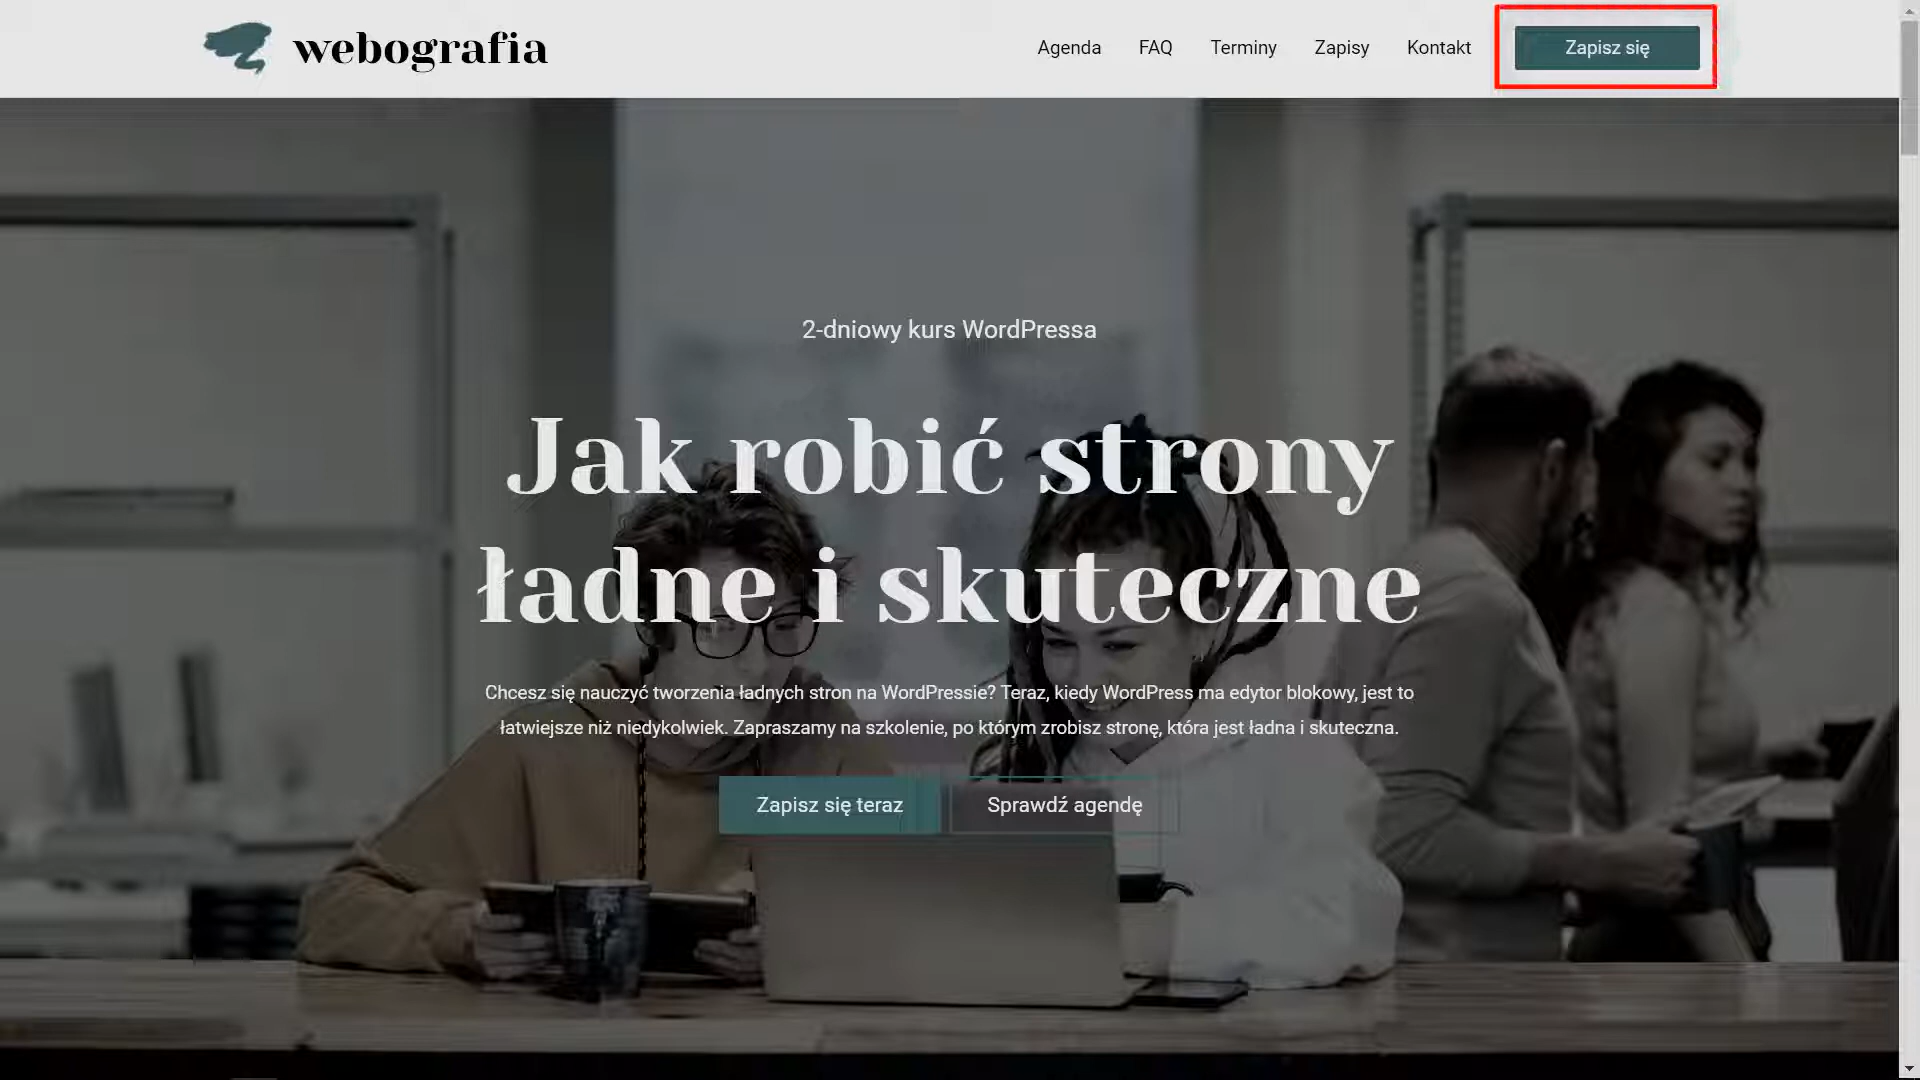 webografia
Agenda FAQ Terminy Zapisy Kontakt Zapisz się
2-dniowy kurs WordPressa
Jak robić strony
ładne i skuteczne
Chcesz się nauczyć tworzenia ładnych stron na WordPressie? Teraz, kiedy WordPress ma edytor blokowy, jest to
łatwiejsze niż niedykolwiek. Zapraszamy na szkolenie, po którym zrobisz stronę, która jest ładna i skuteczna.
Zapisz się teraz Sprawdź agendę